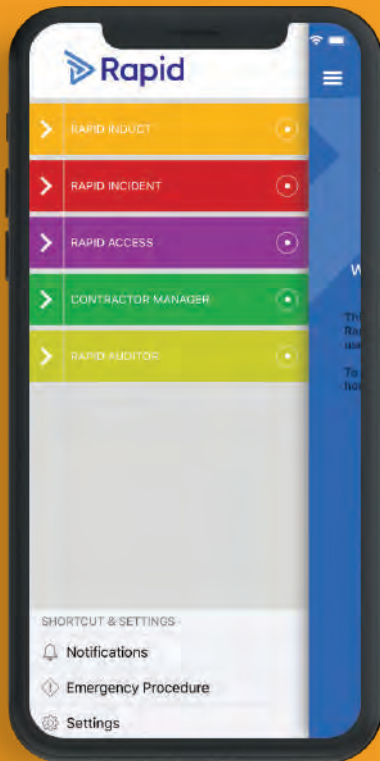 Rapid
RAPID INDUCT
RAPID INCIDENT
RAPID ACCESS
CONTRACTOR MANAGER
RAPID AUDITOR
SHORTCUT & SETTINGS
Notifications
Emergency Procedure
Settings